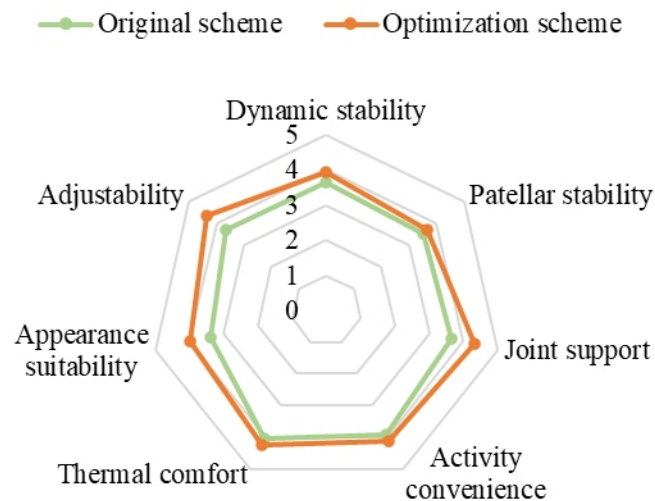 Original scheme
Optimization scheme
Dynamic stability
5
4
3
2
1
0
Adjustability
Patellar stability
Appearance
suitability
Joint support
Thermal comfort
Activity
convenience